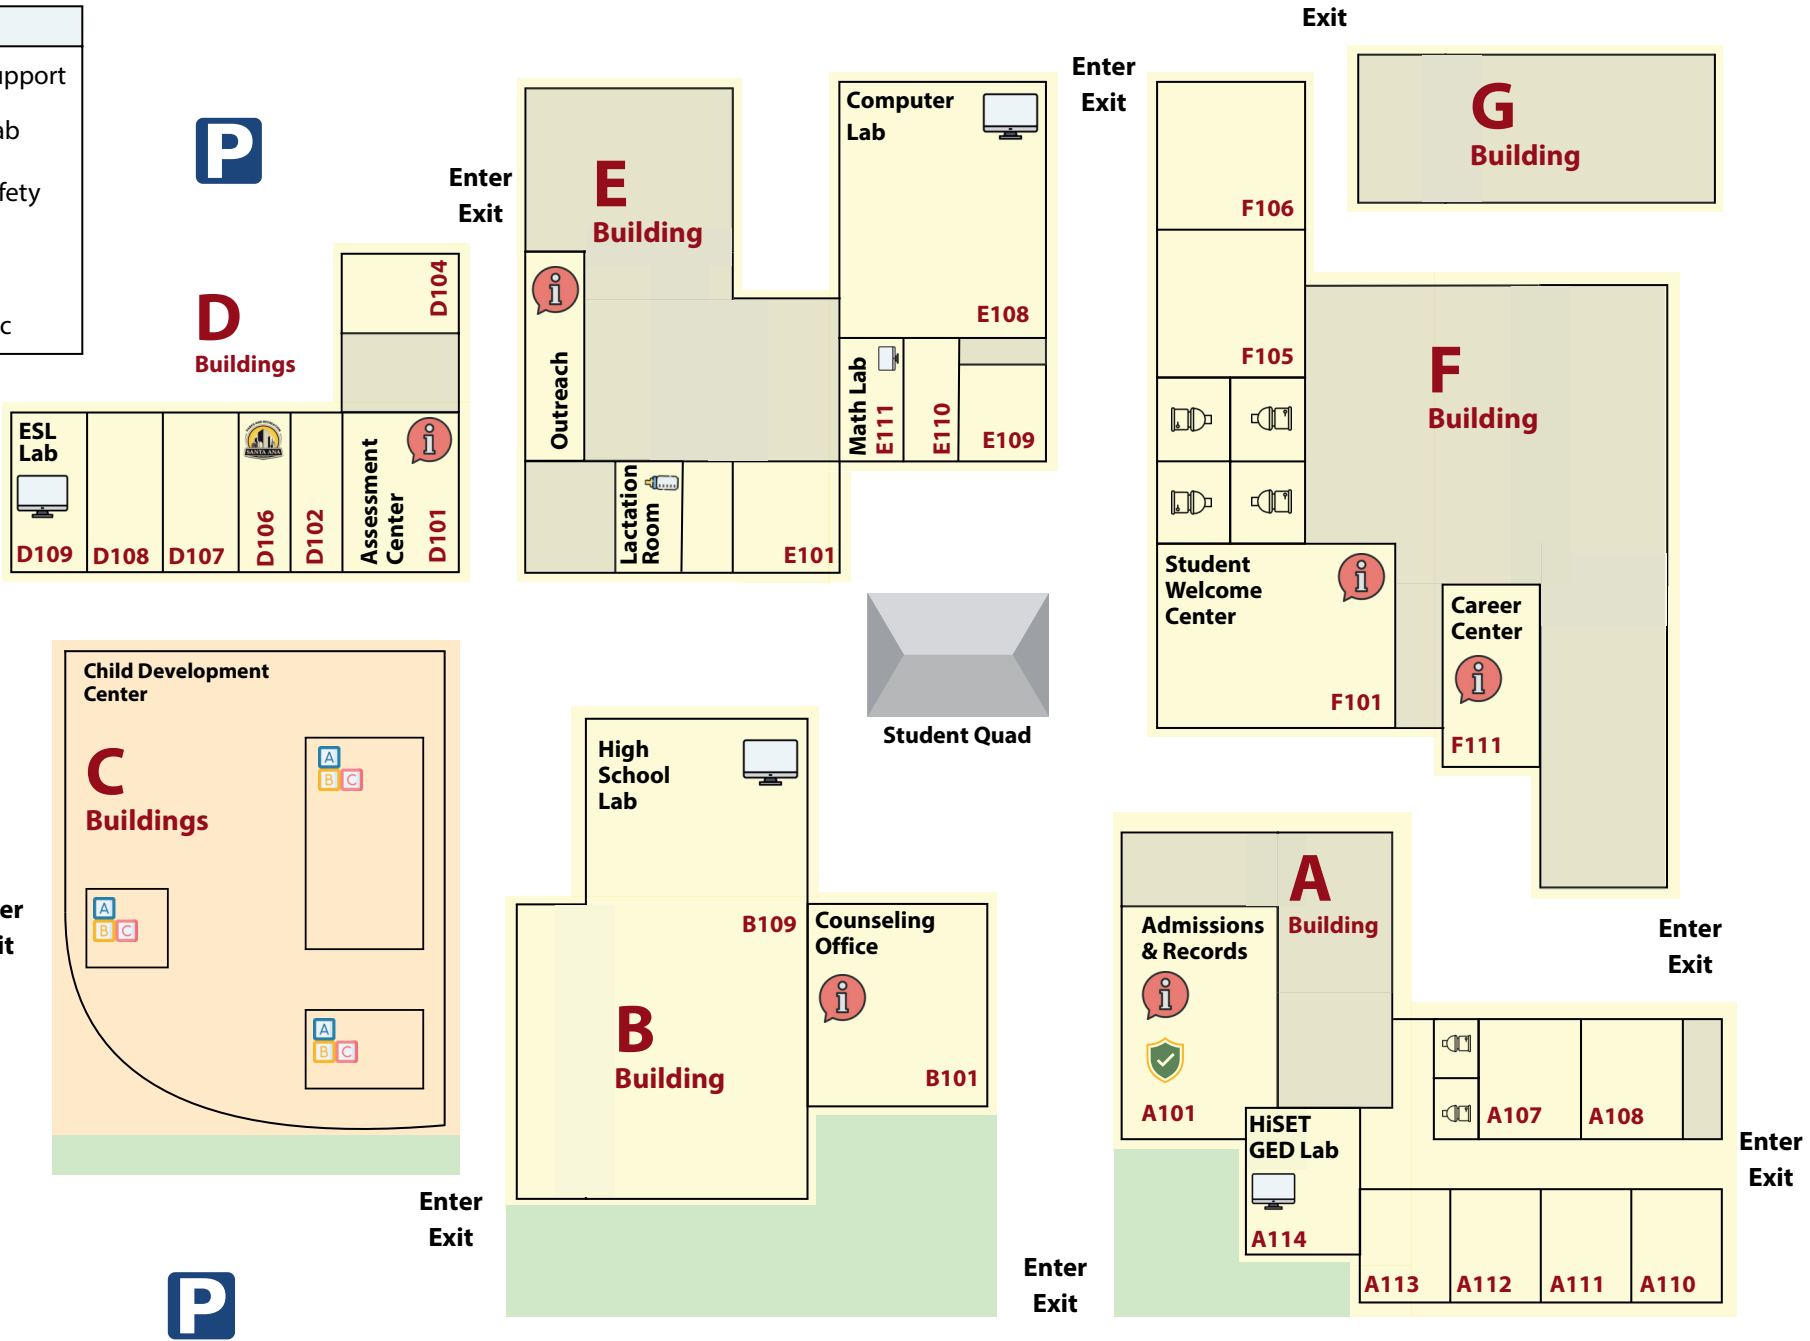 Exit
upport
ab
fety
c
P
Enter
Exit
E
Building
Computer
Lab
Enter
Exit
G
Building
F106
D104
D
Buildings
Outreach
E108
F105
F
Building
Math Lab
E111
E110
E109
ESL
Lab
D109
D108
D107
SANTA ANA
D106
D102
Assessment
Center
D101
Lactation
Room
E101
Student
Welcome
Center
F101
Career
Center
F111
Child Development
Center
C
Buildings
A
B C
A
B C
A
B C
Student Quad
High
School
Lab
B109
Counseling
Office
B101
B
Building
A
Building
Admissions
& Records
A101
Enter
Exit
er
it
A107
A108
HiSET
GED Lab
A114
Enter
Exit
A113
A112
A111
A110
Enter
Exit
Enter
Exit
P